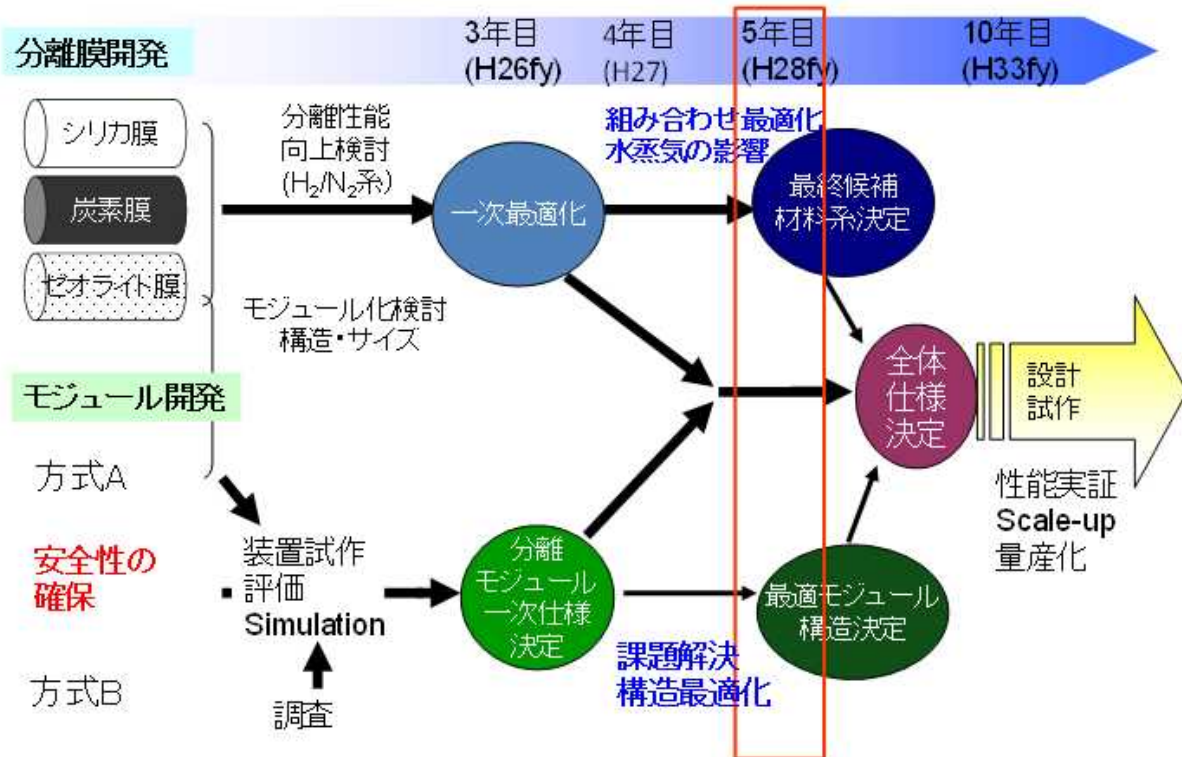 分離膜開発
3年目
(H26fy)
4年目
(H27)
5年目
(H28fy)
10年目
(H33fy)
シリカ膜
炭素膜
ゼオライト膜
分離性能
向上検討
(H₂/N₂系)
一次最適化
組み合わせ最適化
水蒸気の影響
最終候補
材料系決定
モジュール化検討
構造・サイズ
モジュール開発
方式A
安全性の
確保
方式B
装置試作
評価
Simulation
調査
分離
モジュール
一次仕様
決定
課題解決
構造最適化
最適モジュール
構造決定
全体
仕様
決定
設計
試作
性能実証
Scale-up
量産化